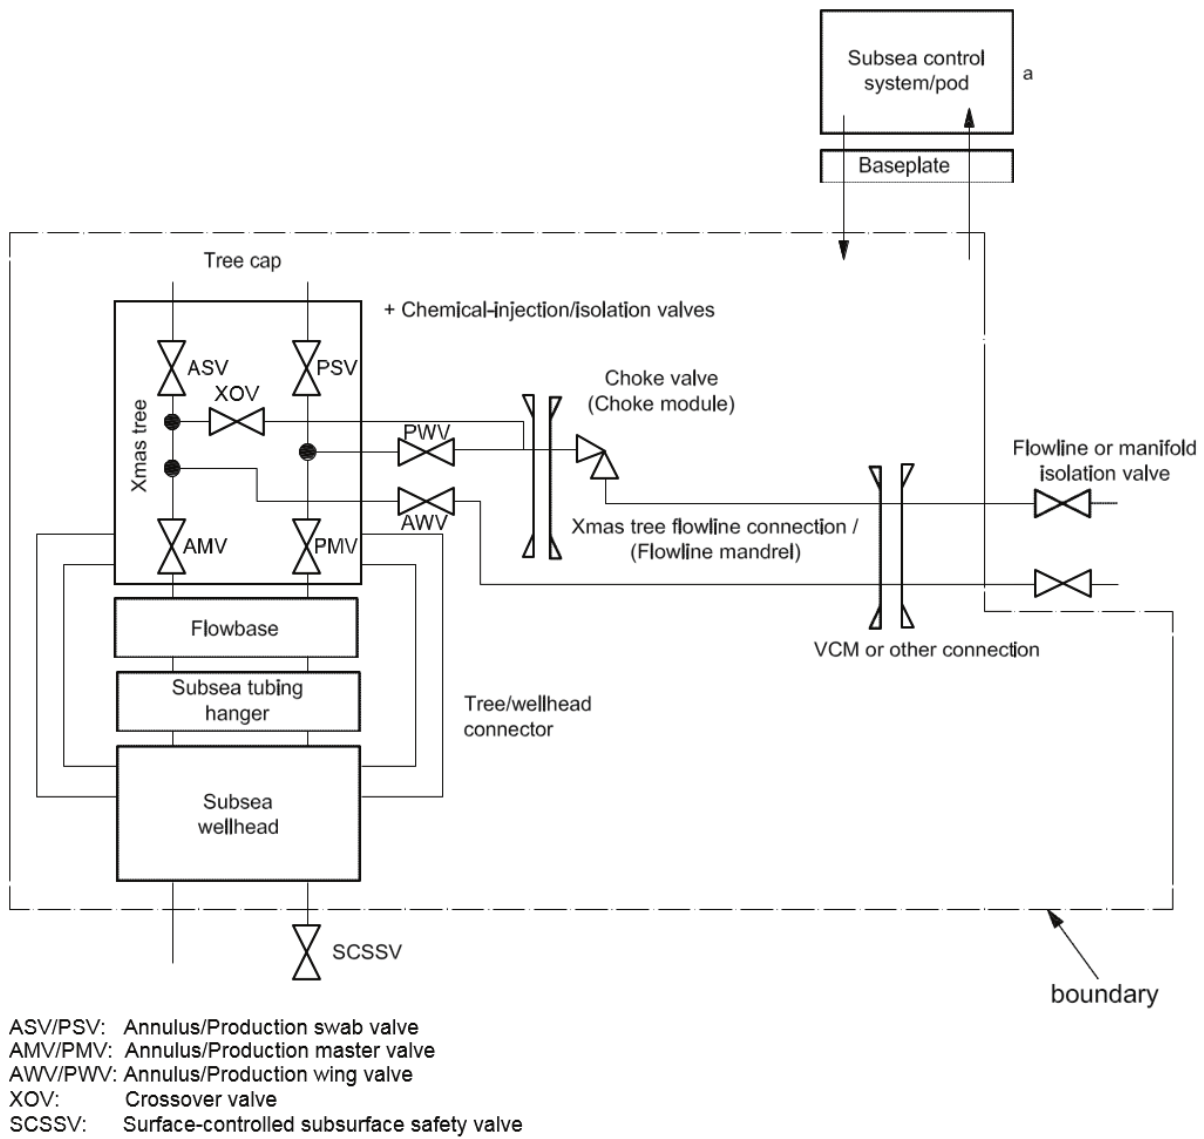 Subsea control
system/pod
a
Baseplate
Tree cap
+ Chemical-injection/isolation valves
ASV
PSV
XOV
Choke valve
(Choke module)
Xmas tree
PWV
Flowline or manifold
isolation valve
AWV
Xmas tree flowline connection /
(Flowline mandrel)
AMV
PMV
Flowbase
VCM or other connection
Subsea tubing
hanger
Tree/wellhead
connector
Subsea
wellhead
SCSSV
boundary
ASV/PSV: Annulus/Production swab valve
AMV/PMV: Annulus/Production master valve
AWV/PWV: Annulus/Production wing valve
XOV: Crossover valve
SCSSV: Surface-controlled subsurface safety valve